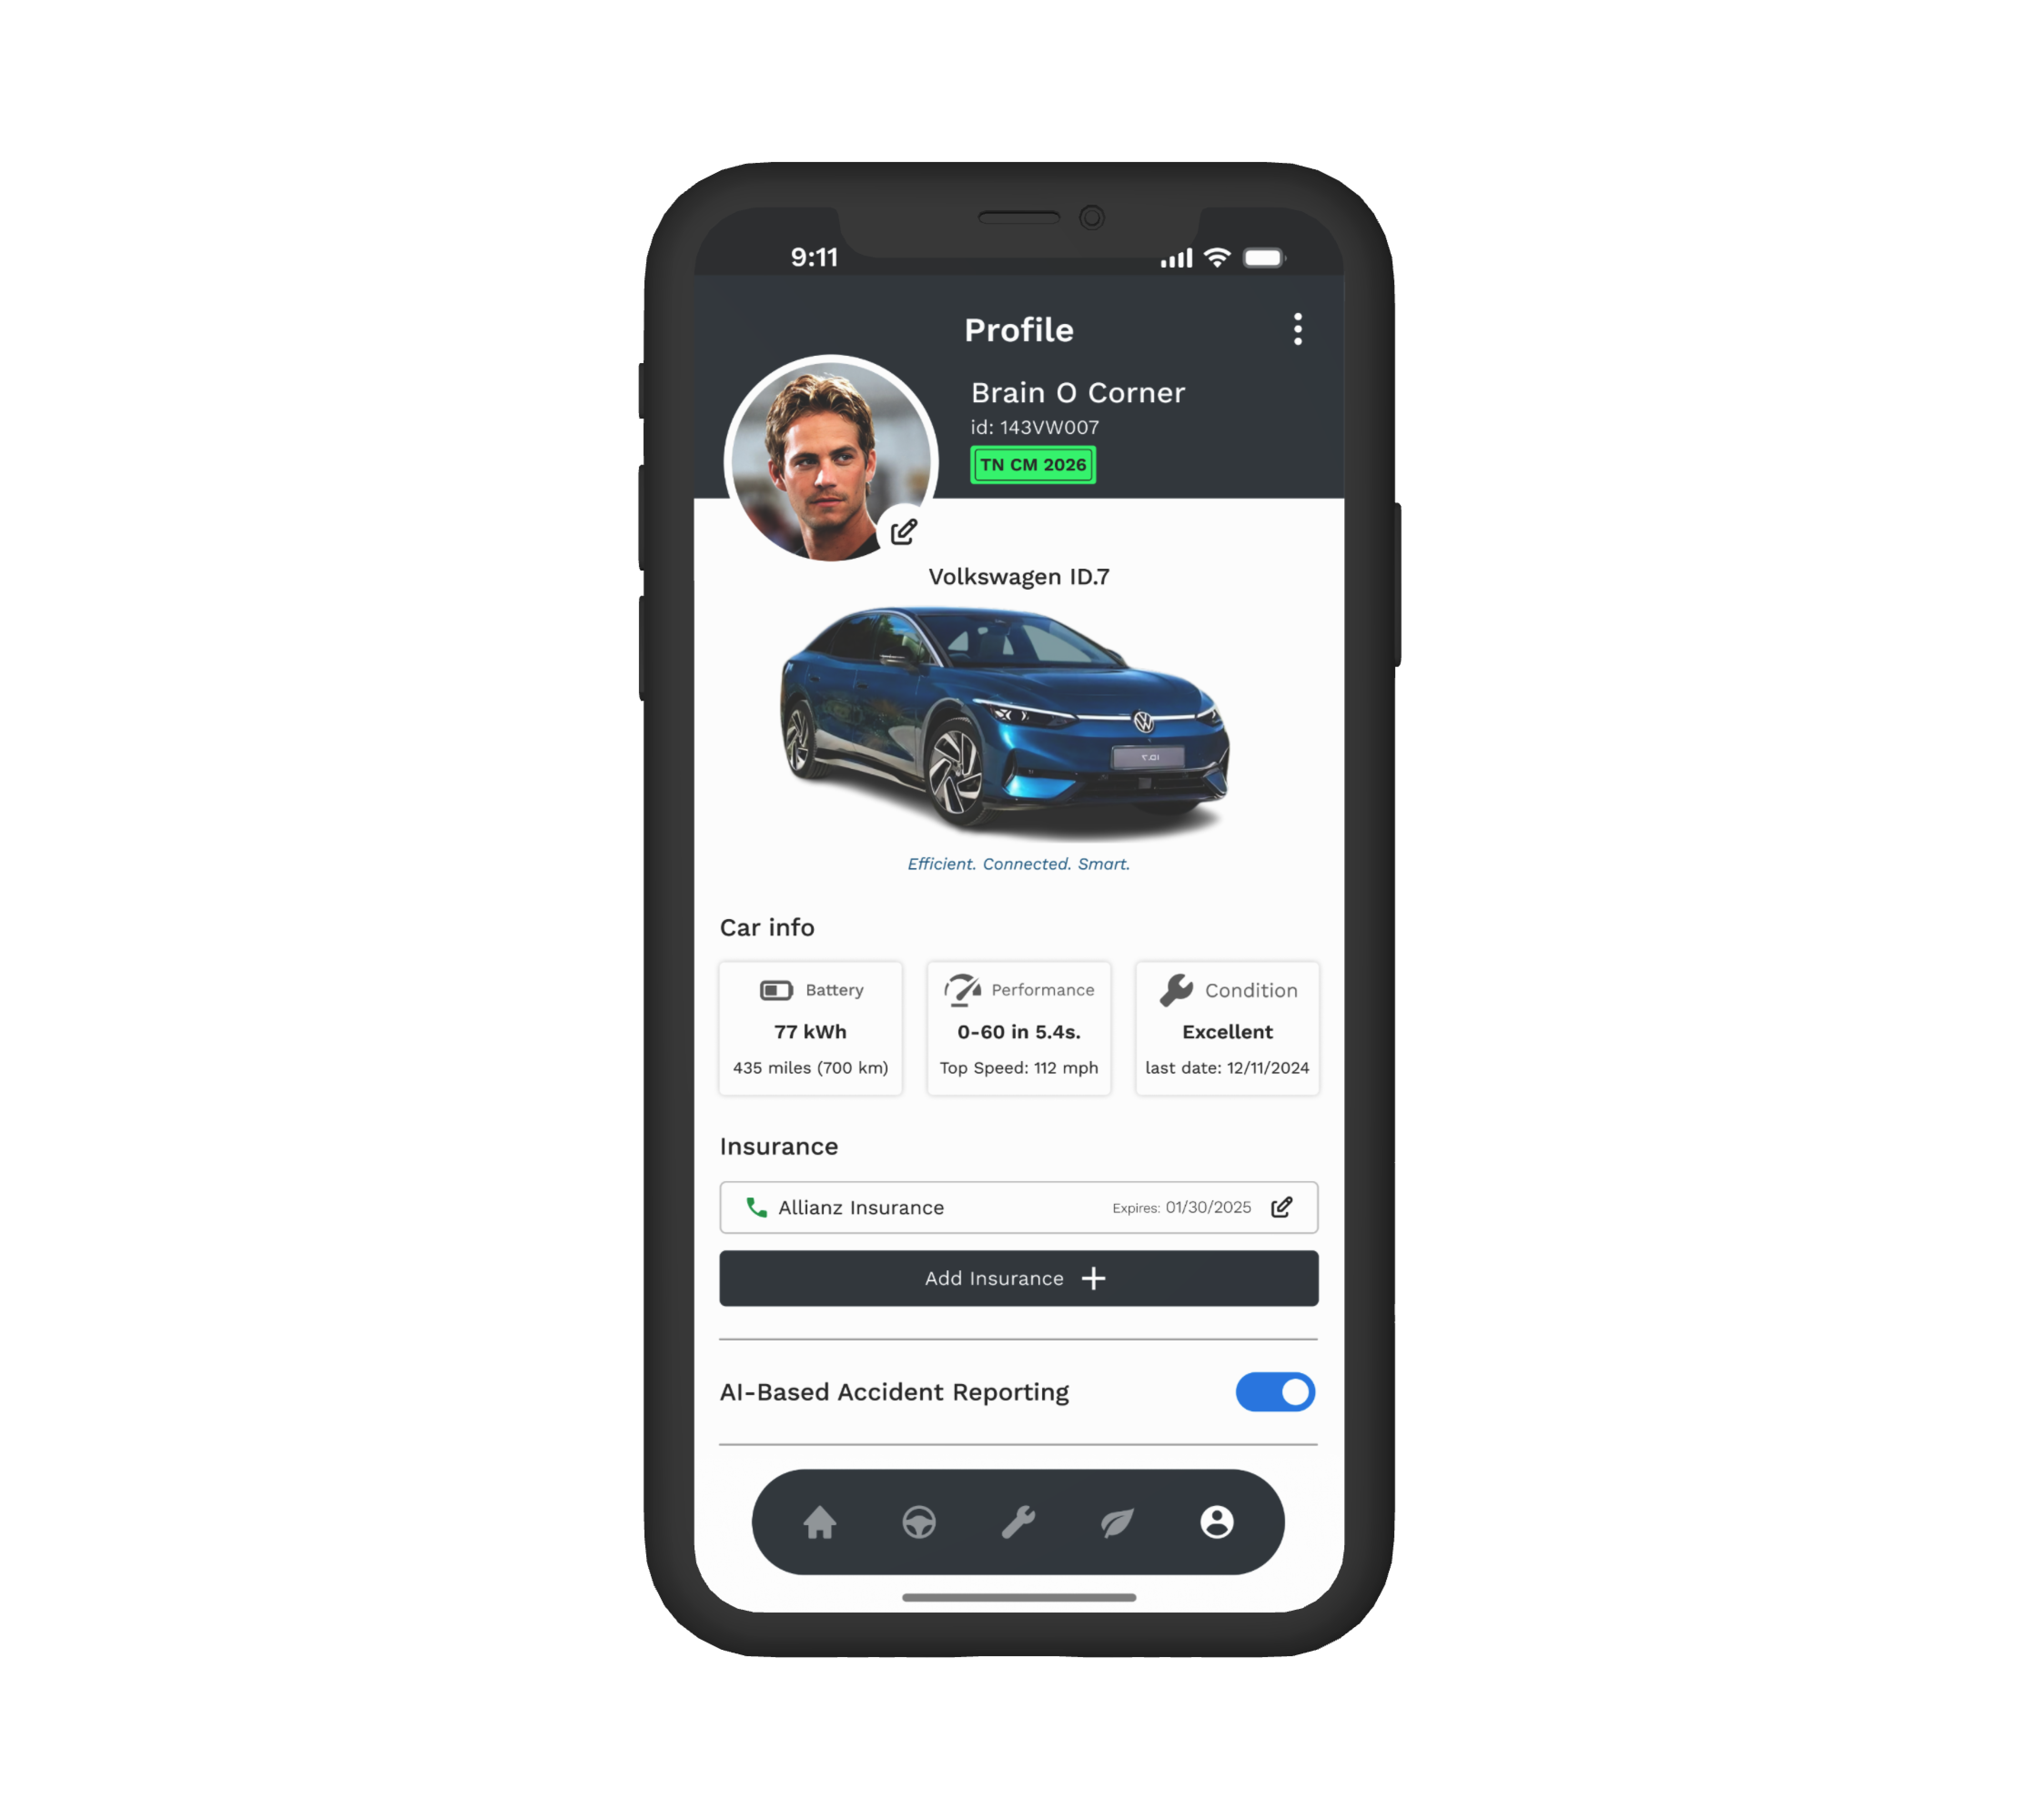 9:11
Profile
Brain O Corner
id: 143VW007
TN CM 2026
Volkswagen ID.7
ID.7
Efficient. Connected. Smart.
Car info
Battery
77 kWh
435 miles (700 km)
Performance
0-60 in 5.4s.
Top Speed: 112 mph
Condition
Excellent
last date: 12/11/2024
Insurance
Allianz Insurance
Expires: 01/30/2025
Add Insurance
AI-Based Accident Reporting